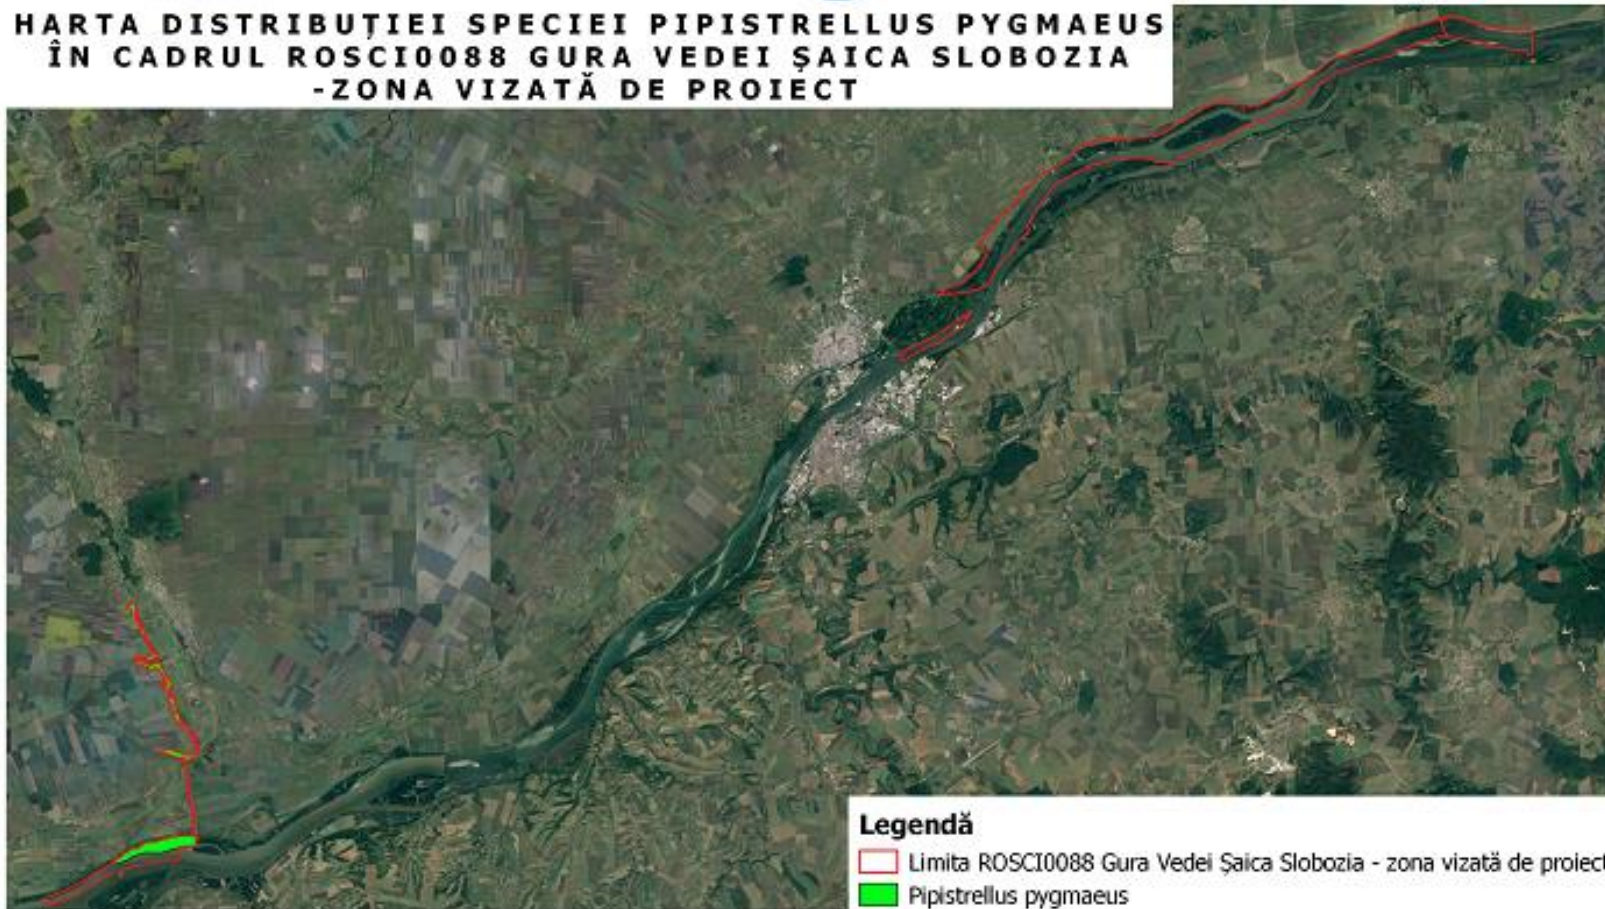 HARTA DISTRIBUȚIEI SPECIEI PIPISTRELLUS PYGMAEUS
ÎN CADRUL ROSCI0088 GURA VEDEI ȘAICA SLOBOZIA
-ZONA VIZATĂ DE PROIECT
Legendă
Limita ROSCI0088 Gura Vedei Șaica Slobozia - zona vizată de proiect
Pipistrellus pygmaeus